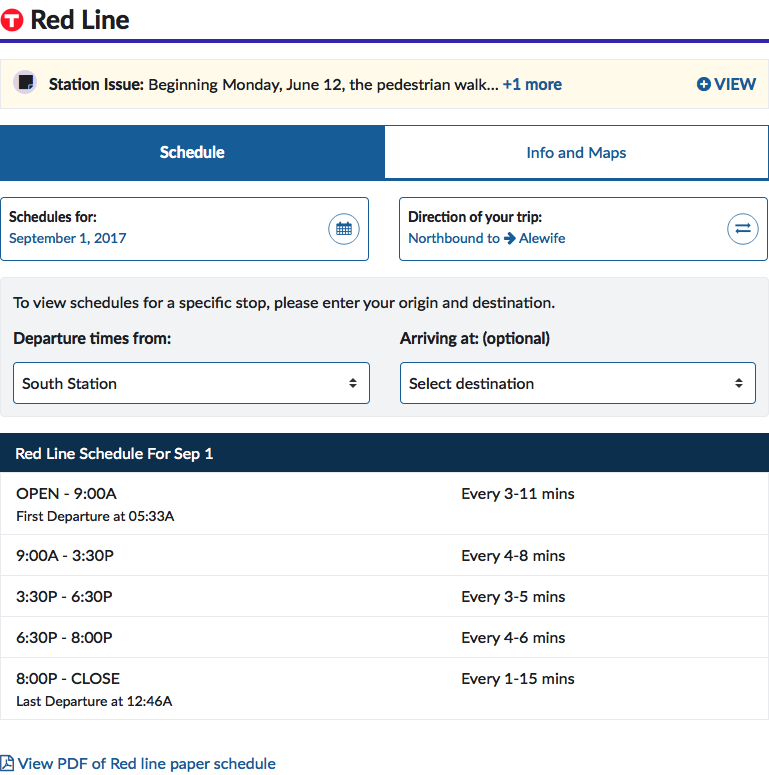 T Red Line
Station Issue: Beginning Monday, June 12, the pedestrian walk... +1 more VIEW
Schedule Info and Maps
Schedules for:
September 1, 2017
Direction of your trip:
Northbound to Alewife
To view schedules for a specific stop, please enter your origin and destination.
Departure times from: Arriving at: (optional)
South Station Select destination
Red Line Schedule For Sep 1
OPEN - 9:00A Every 3-11 mins
First Departure at 05:33A
9:00A - 3:30P Every 4-8 mins
3:30P - 6:30P Every 3-5 mins
6:30P - 8:00P Every 4-6 mins
8:00P - CLOSE Every 1-15 mins
Last Departure at 12:46A
View PDF of Red line paper schedule